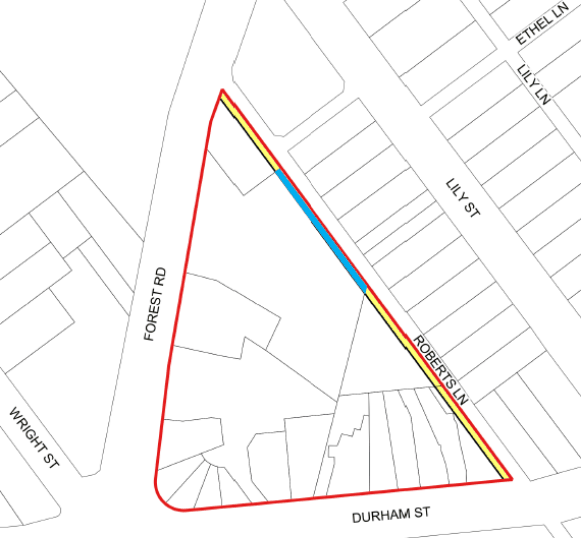 ETHEL LN
LILY LN
LILY ST
FOREST RD
ROBERTS LN
WRIGHT ST
DURHAM ST